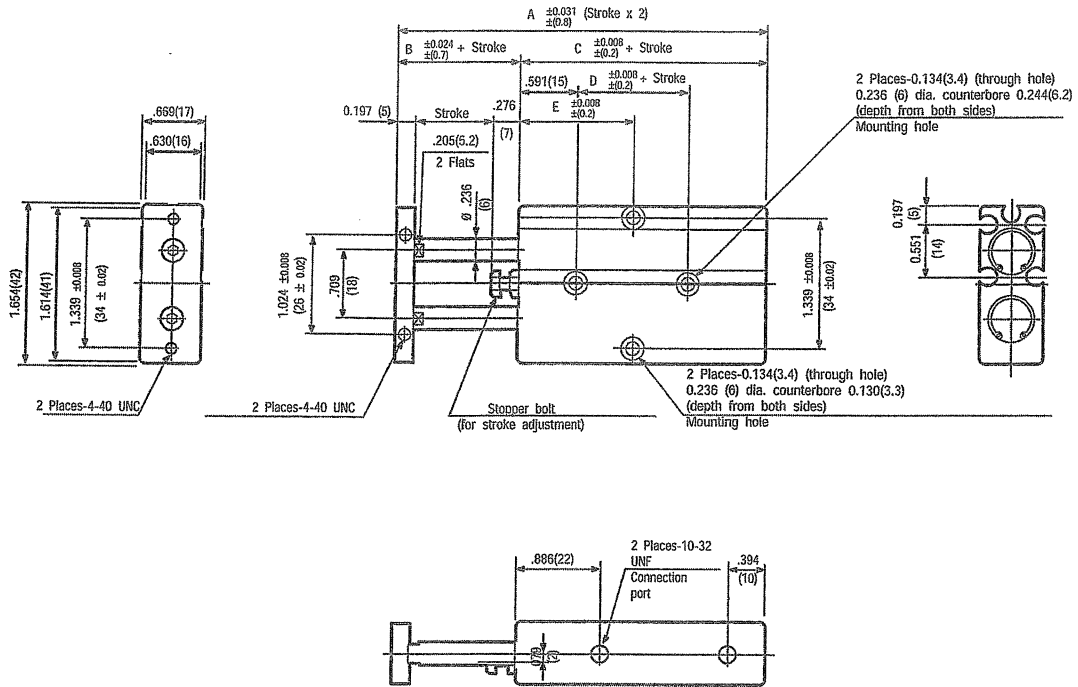 A ±0.031 (Stroke x 2)
±(0.8)
B ±0.024 + Stroke
±(0.7)
C ±0.008 + Stroke
±(0.2)
.591(15)
D ±0.008 + Stroke
±(0.2)
E ±0.008
±(0.2)
0.197 (5)
Stroke
.276
(7)
.205(5.2)
2 Flats
Ø .236
(6)
2 Places-0.134(3.4) (through hole)
0.236 (6) dia. counterbore 0.244(6.2)
(depth from both sides)
Mounting hole
.669(17)
.630(16)
1.654(42)
1.614(41)
1.339 ±0.008
(34 ± 0.02)
1.024 ±0.008
(26 ± 0.02)
.709
(18)
1.339 ±0.008
(34 ±0.02)
0.197
(5)
0.551
(14)
2 Places-4-40 UNC
2 Places-4-40 UNC
Stopper bolt
(for stroke adjustment)
2 Places-0.134(3.4) (through hole)
0.236 (6) dia. counterbore 0.130(3.3)
(depth from both sides)
Mounting hole
.886(22)
2 Places-10-32
UNF
Connection
port
.394
(10)
.079
(2)